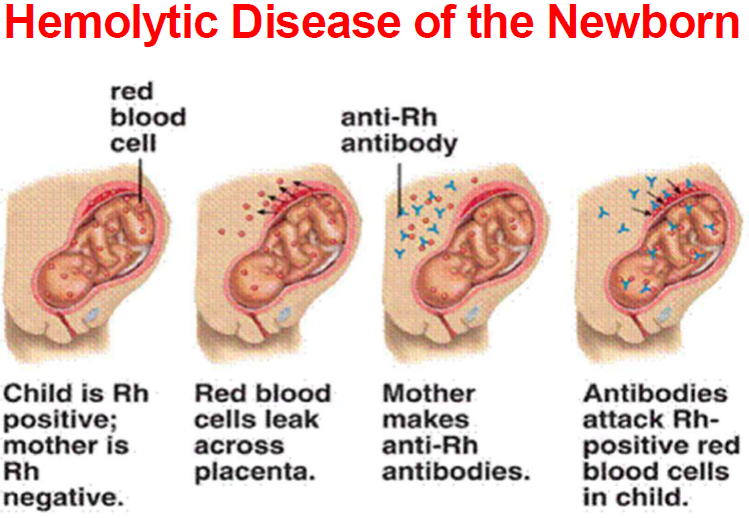 Hemolytic Disease of the Newborn
red
blood
cell
anti-Rh
antibody
Child is Rh
positive;
mother is
Rh
negative.
Red blood
cells leak
across
placenta.
Mother
makes
anti-Rh
antibodies.
Antibodies
attack Rh-
positive red
blood cells
in child.